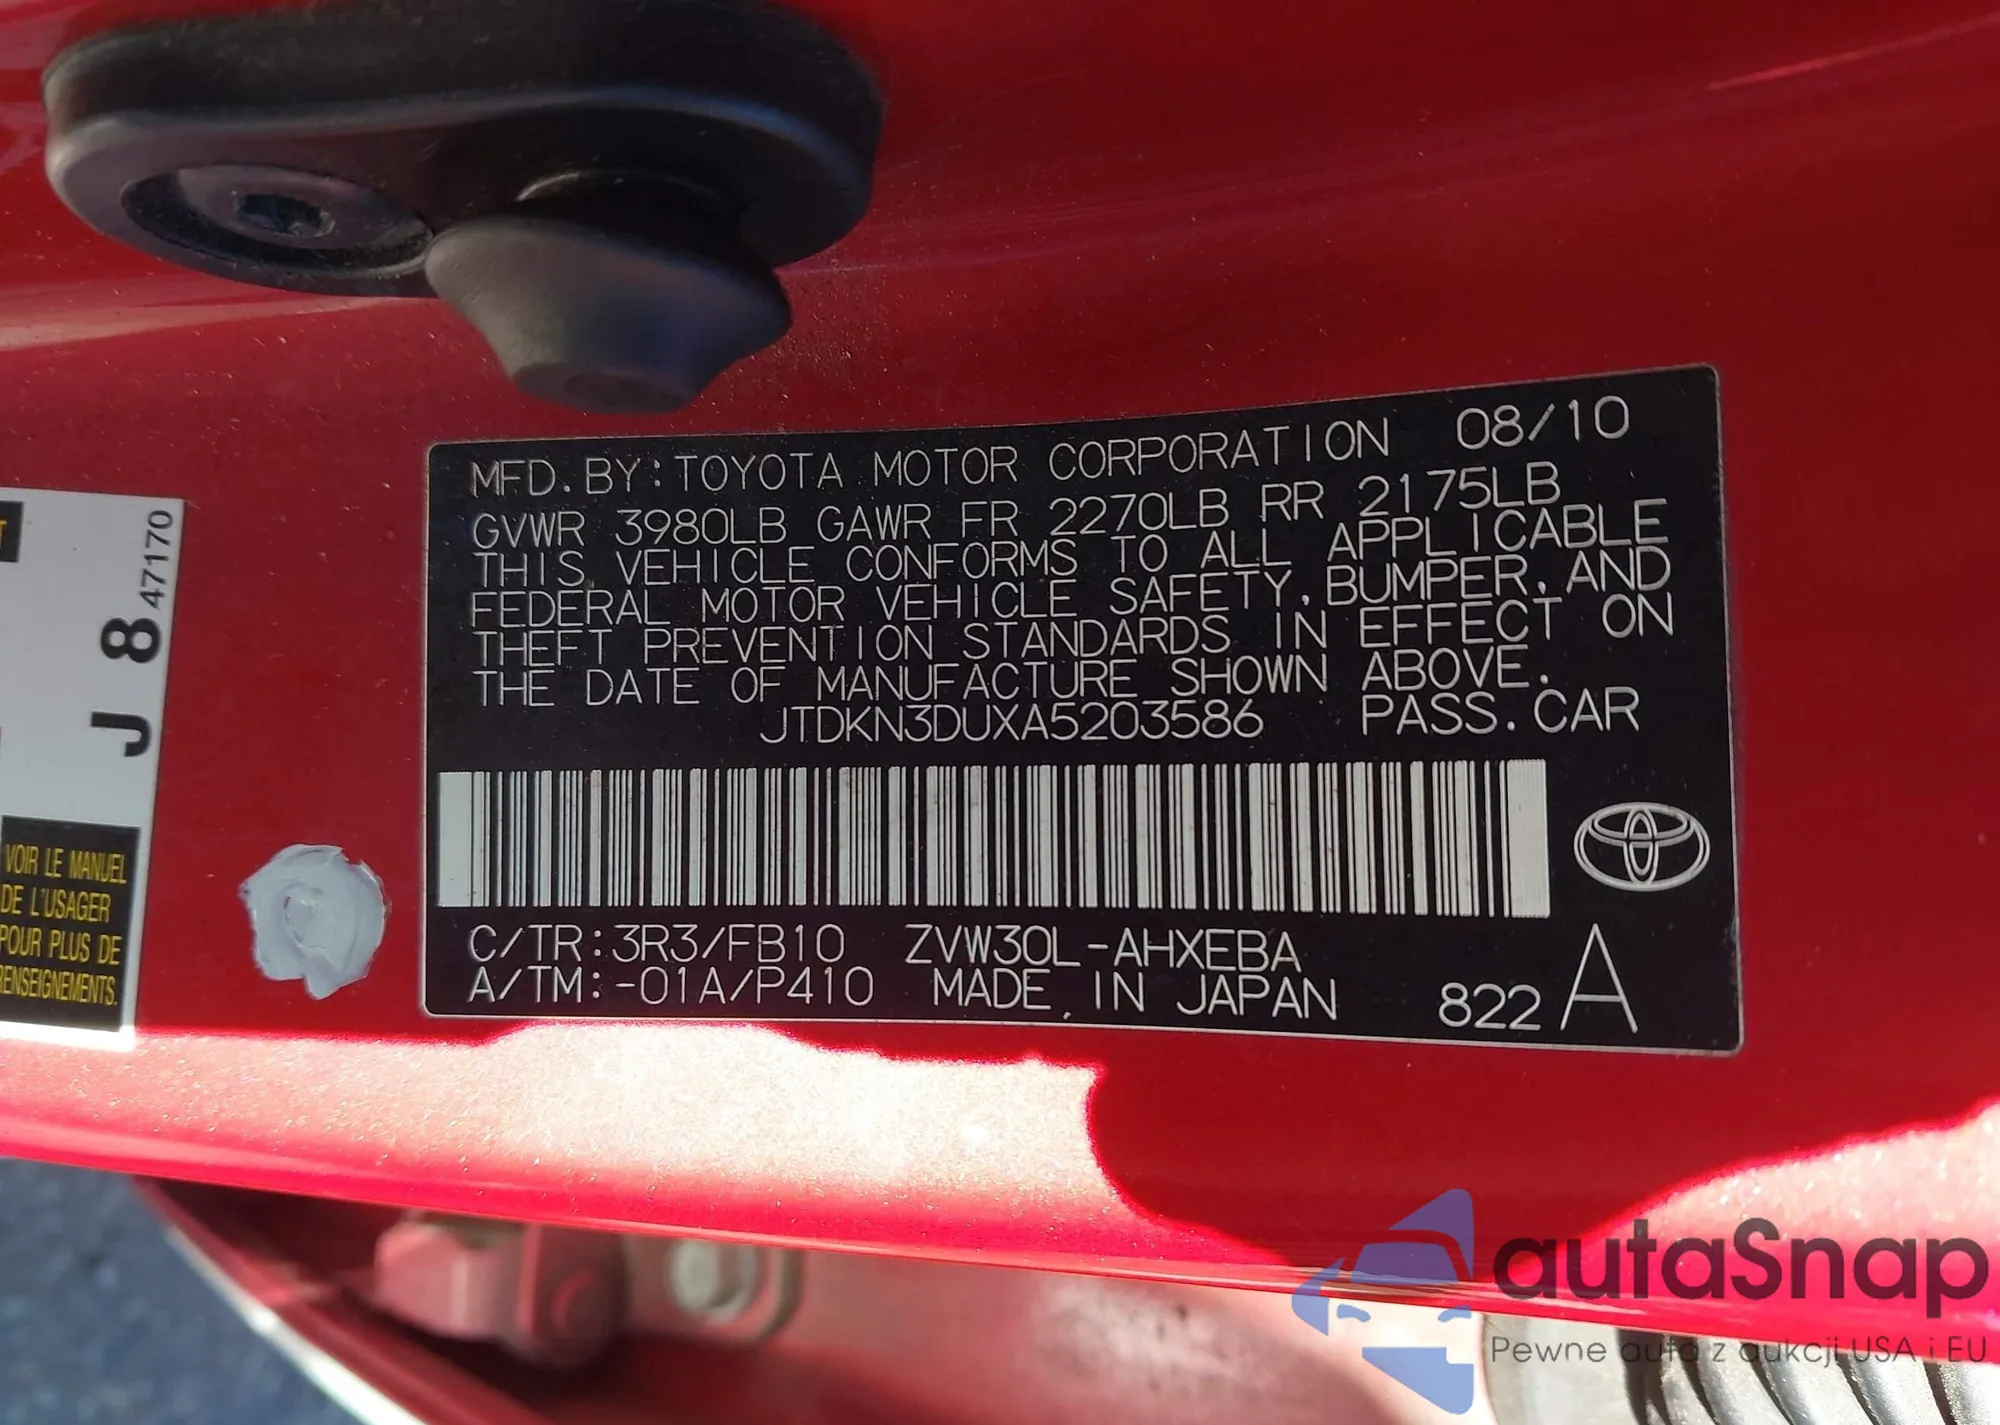 MFD. BY: TOYOTA MOTOR CORPORATION 08/10
GVWR 3980LB GAWR FR 2270LB RR 2175LB
THIS VEHICLE CONFORMS TO ALL APPLICABLE
FEDERAL MOTOR VEHICLE SAFETY, BUMPER, AND
THEFT PREVENTION STANDARDS IN EFFECT ON
THE DATE OF MANUFACTURE SHOWN ABOVE.
JTDKN3DUXA5203586 PASS. CAR
C/TR: 3R3/FB10 ZVW30L-AHXEBA
A/TM: -01A/P410 MADE IN JAPAN 822 A
J 8 47170
VOIR LE MANUEL
DE L'USAGER
POUR PLUS DE
RENSEIGNEMENTS.
autaSnap
Pewne auta z aukcji USA i EU